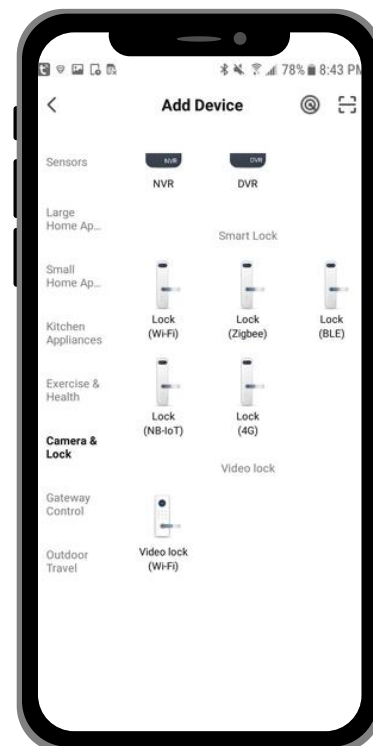 78% 8:43 PM
Add Device
Sensors
NVR
DVR
NVR
DVR
Large
Home Ap...
Smart Lock
Small
Home Ap...
Lock
(Wi-Fi)
Lock
(Zigbee)
Lock
(BLE)
Kitchen
Appliances
Exercise &
Health
Lock
(NB-IoT)
Lock
(4G)
Camera &
Lock
Video lock
Gateway
Control
Video lock
(Wi-Fi)
Outdoor
Travel